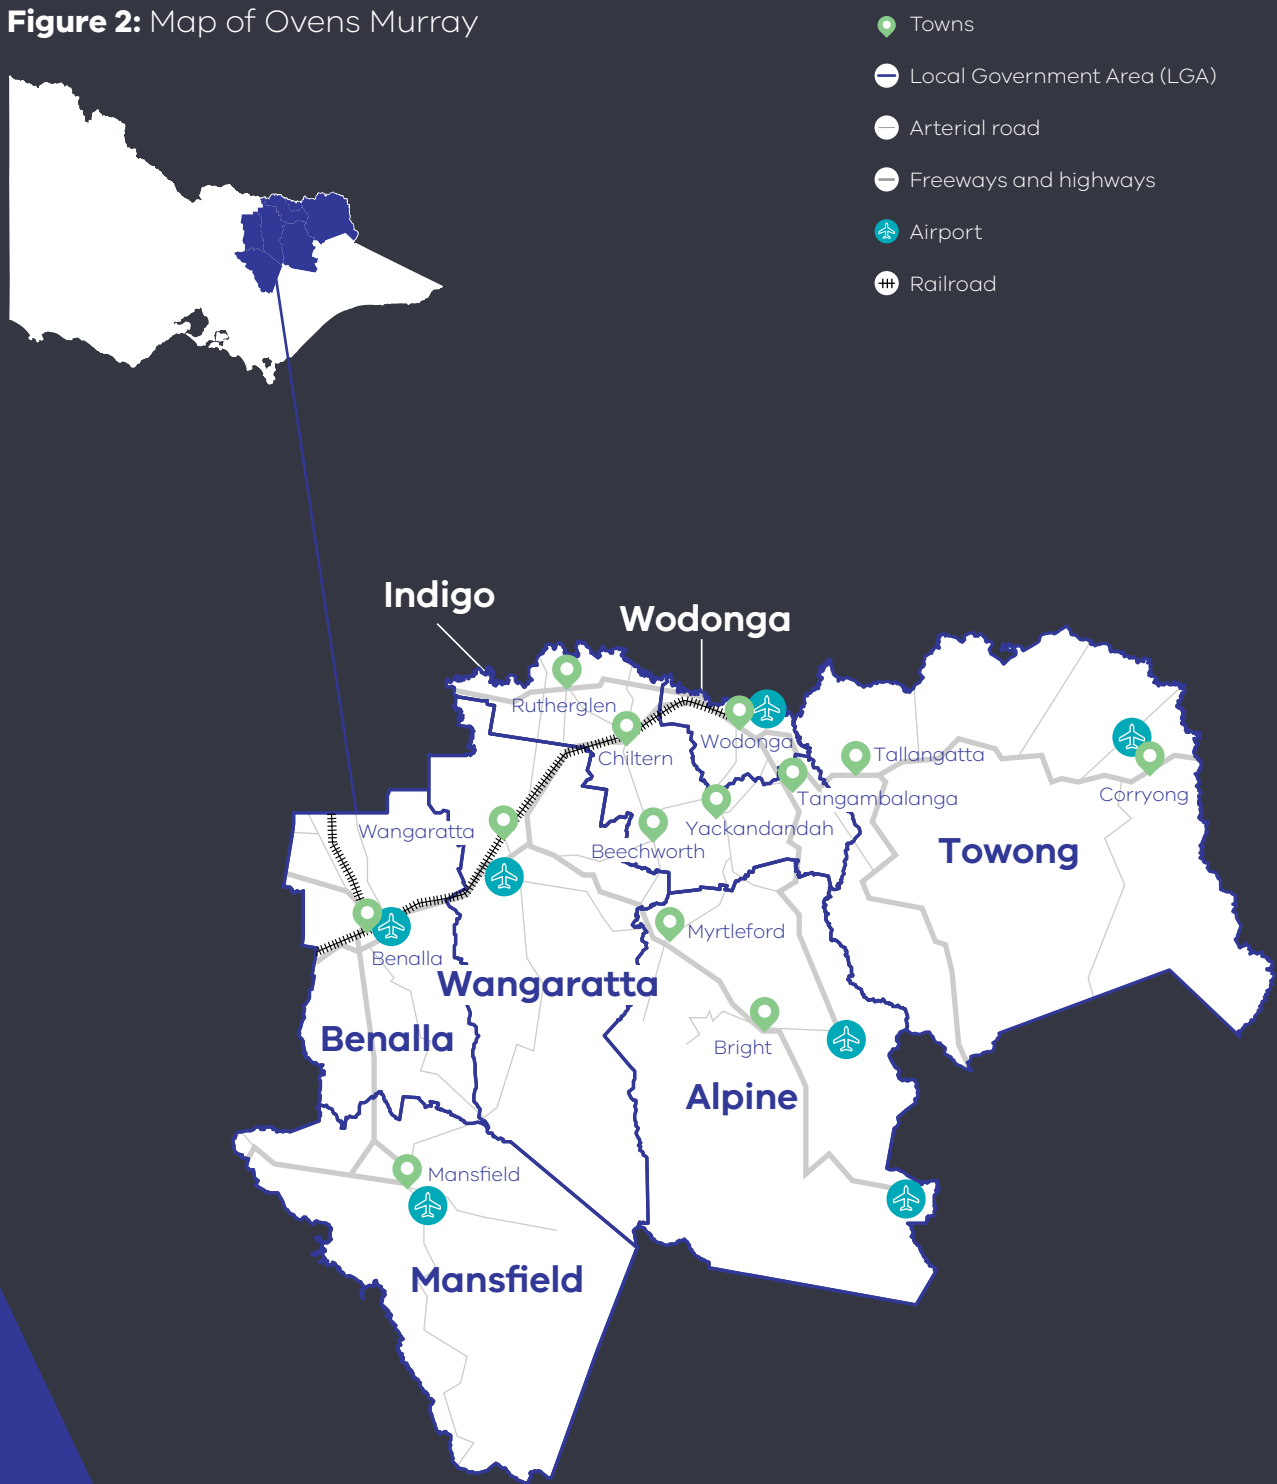 Figure 2: Map of Ovens Murray
Towns
Local Government Area (LGA)
Arterial road
Freeways and highways
Airport
Railroad
Indigo
Wodonga
Rutherglen
Chiltern
Wodonga
Tallangatta
Corryong
Tangambalanga
Yackandandah
Wangaratta
Beechworth
Towong
Myrtleford
Benalla
Wangaratta
Benalla
Bright
Alpine
Mansfield
Mansfield